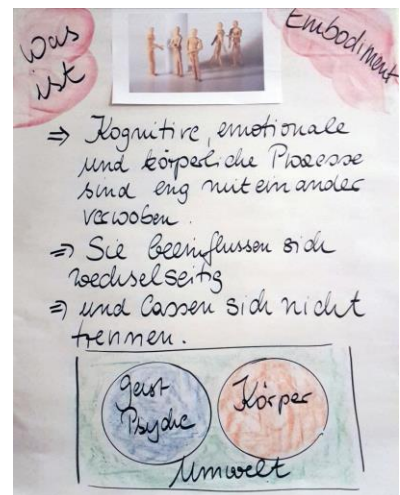 Was
ist
Embodiment
⇒ Kognitive, emotionale
und körperliche Prozesse
sind eng miteinander
verwoben.
⇒ Sie beeinflussen sich
wechselseitig
⇒ und lassen sich nicht
trennen.
Geist
Psyche
Körper
Umwelt